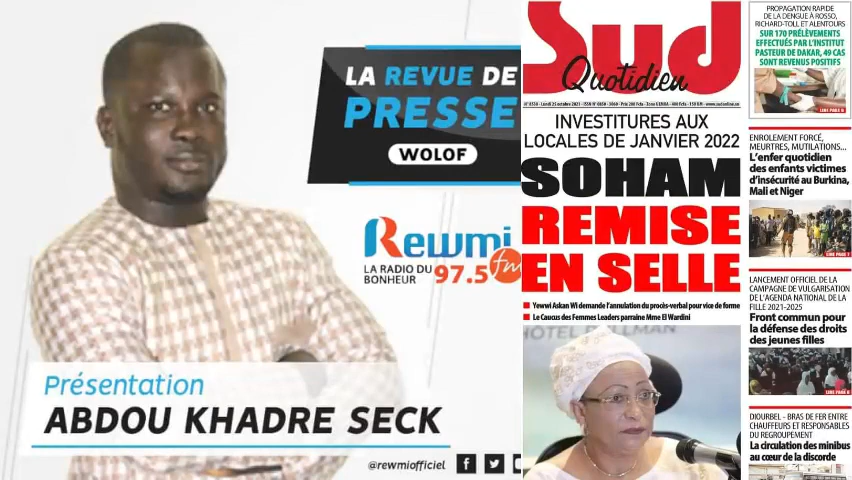 LA REVUE DE
PRESSE
WOLOF
Rewmi fm
LA RADIO DU
BONHEUR
97.5
Présentation
ABDOU KHADRE SECK
@rewmiofficiel
Sud
Quotidien
INVESTITURES AUX
LOCALES DE JANVIER 2022
SOHAM
REMISE
EN SELLE
Yewwi Askan Wi demande l'annulation du procès-verbal pour vice de forme
Le Caucus des Femmes Leaders parraine Mme El Wardini
PROPAGATION RAPIDE
DE LA DENGUE À ROSSO,
RICHARD-TOLL ET ALENTOURS
SUR 170 PRÉLÈVEMENTS
EFFECTUÉS PAR L'INSTITUT
PASTEUR DE DAKAR, 49 CAS
SONT REVENUS POSITIFS
ENROLEMENT FORCÉ,
MEURTRES, MUTILATIONS...
L'enfer quotidien
des enfants victimes
d'insécurité au Burkina,
Mali et Niger
LANCEMENT OFFICIEL DE LA
CAMPAGNE DE VULGARISATION
DE L'AGENDA NATIONAL DE LA
FILLE 2021-2025
Front commun pour
la défense des droits
des jeunes filles
DIOURBEL - BRAS DE FER ENTRE
CHAUFFEURS ET RESPONSABLES
DU REGROUPEMENT
La circulation des minibus
au cœur de la discorde